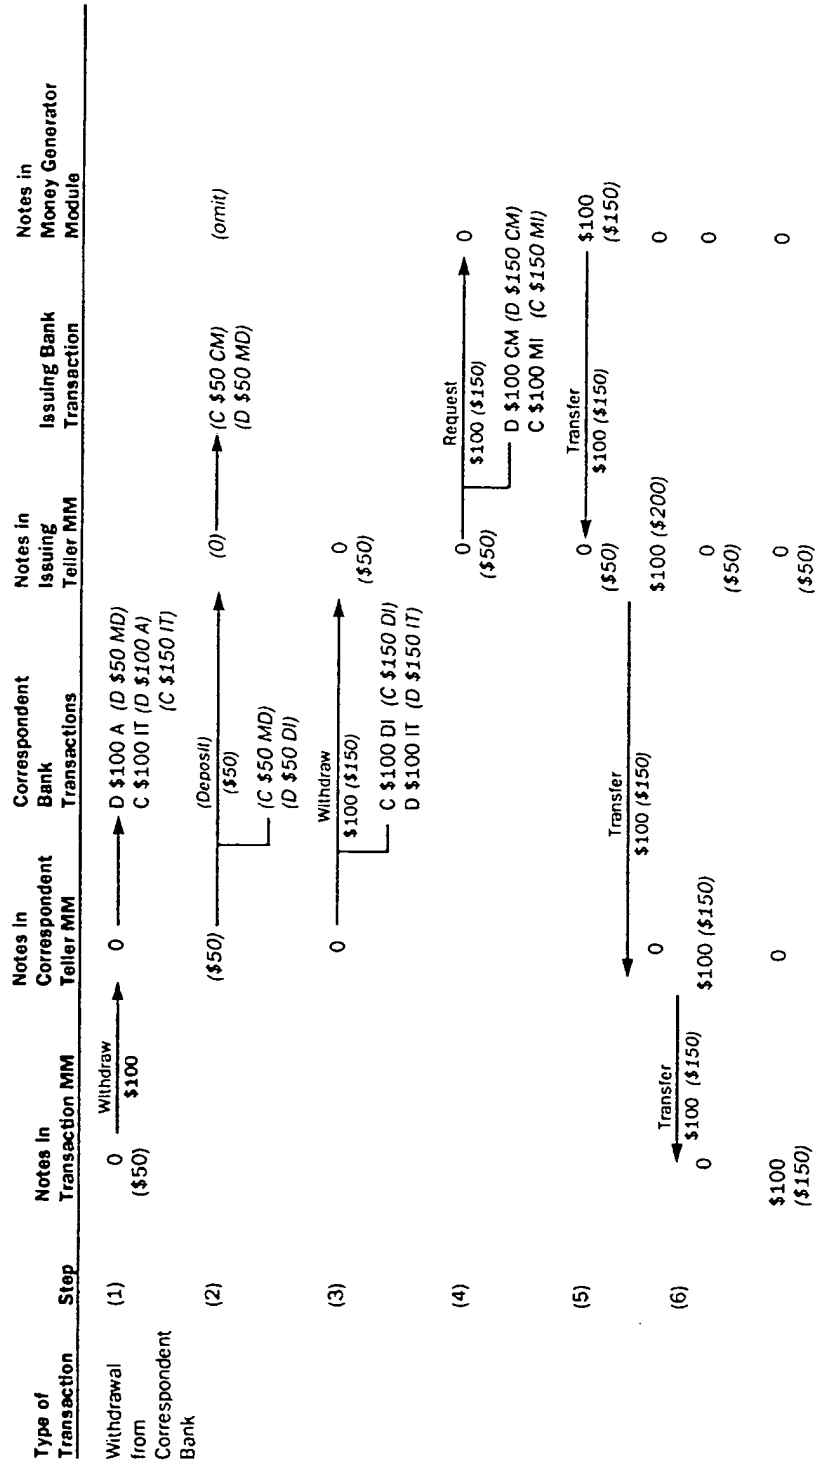 Type of
Transaction
Step
Notes in
Transaction MM
Notes in
Correspondent
Teller MM
Correspondent
Bank
Transactions
Notes in
Issuing
Teller MM
Issuing Bank
Transaction
Notes in
Money Generator
Module
Withdrawal
from
Correspondent
Bank
(1)
0
($50)
Withdraw
$100
0
D $100 A (D $50 MD)
C $100 IT (D $100 A)
(C $150 IT)
(2)
($50)
(Deposit)
($50)
(C $50 MD)
(D $50 DI)
(0)
(C $50 CM)
(D $50 MD)
(omit)
(3)
0
Withdraw
$100 ($150)
C $100 DI (C $150 DI)
D $100 IT (D $150 IT)
0
($50)
(4)
0
($50)
Request
$100 ($150)
D $100 CM (D $150 CM)
C $100 MI (C $150 MI)
0
(5)
0
($50)
Transfer
$100 ($150)
$100
($150)
Transfer
$100 ($150)
0
$100 ($200)
0
(6)
Transfer
$100 ($150)
0
$100 ($150)
0
($50)
0
$100
($150)
0
0
($50)
0